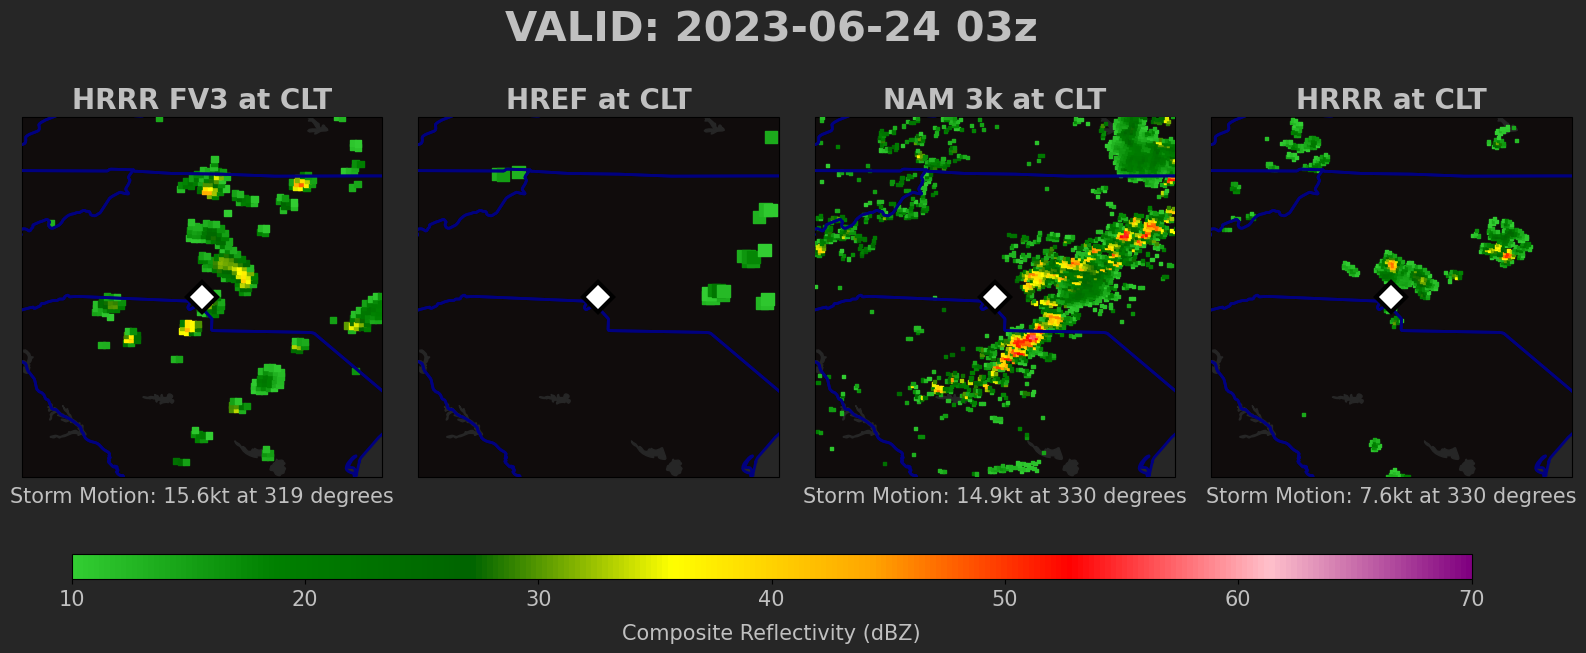 VALID: 2023-06-24 03z
HRRR FV3 at CLT
HREF at CLT
NAM 3k at CLT
HRRR at CLT
Storm Motion: 15.6kt at 319 degrees
Storm Motion: 14.9kt at 330 degrees
Storm Motion: 7.6kt at 330 degrees
10 20 30 40 50 60 70
Composite Reflectivity (dBZ)